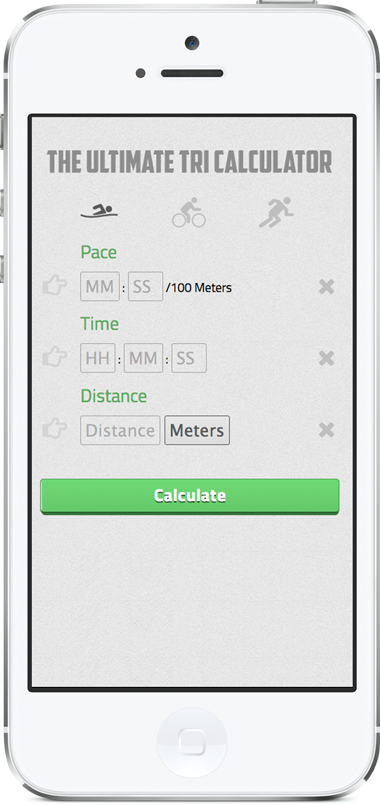 THE ULTIMATE TRI CALCULATOR
Pace
MM : SS /100 Meters
Time
HH : MM : SS
Distance
Distance Meters
Calculate